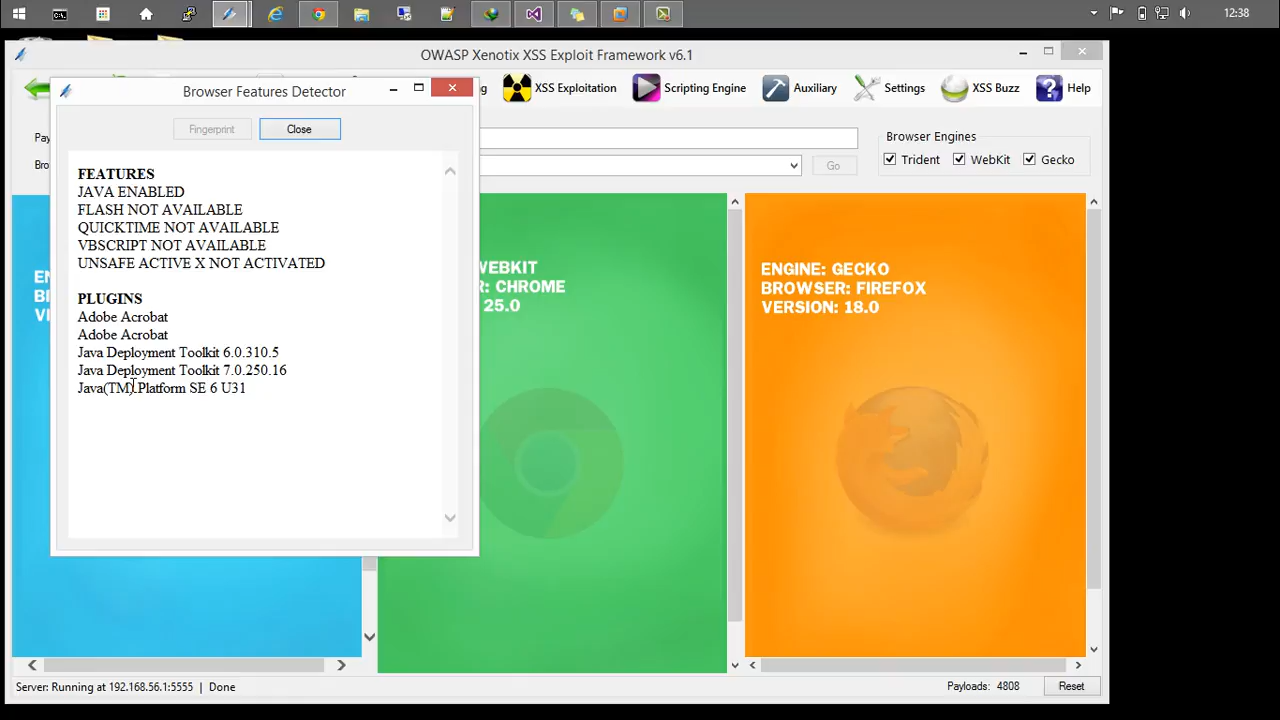 12:38
OWASP Xenotix XSS Exploit Framework v6.1
Browser Features Detector
XSS Exploitation
Scripting Engine
Auxiliary
Settings
XSS Buzz
Help
Fingerprint
Close
Browser Engines
Trident
WebKit
Gecko
Go
FEATURES
JAVA ENABLED
FLASH NOT AVAILABLE
QUICKTIME NOT AVAILABLE
VBSCRIPT NOT AVAILABLE
UNSAFE ACTIVE X NOT ACTIVATED
PLUGINS
Adobe Acrobat
Adobe Acrobat
Java Deployment Toolkit 6.0.310.5
Java Deployment Toolkit 7.0.250.16
Java(TM) Platform SE 6 U31
WEBKIT
R: CHROME
25.0
ENGINE: GECKO
BROWSER: FIREFOX
VERSION: 18.0
Server: Running at 192.168.56.1:5555 | Done
Payloads: 4808
Reset